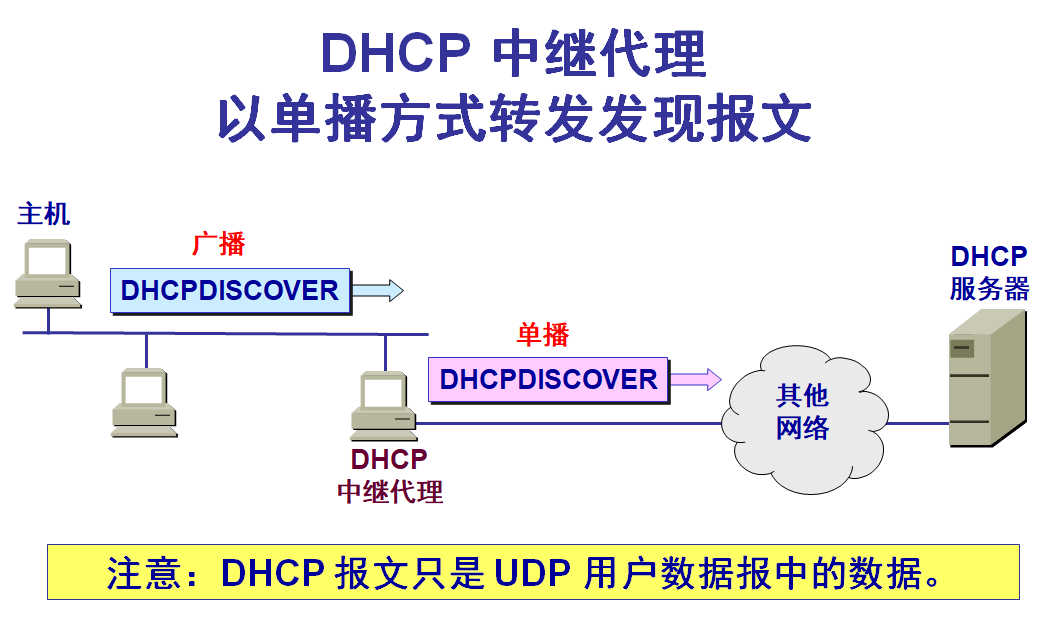 DHCP 中继代理
以单播方式转发发现报文
主机
广播
DHCPDISCOVER
DHCP
服务器
单播
DHCPDISCOVER
其他
网络
DHCP
中继代理
注意：DHCP 报文只是 UDP 用户数据报中的数据。